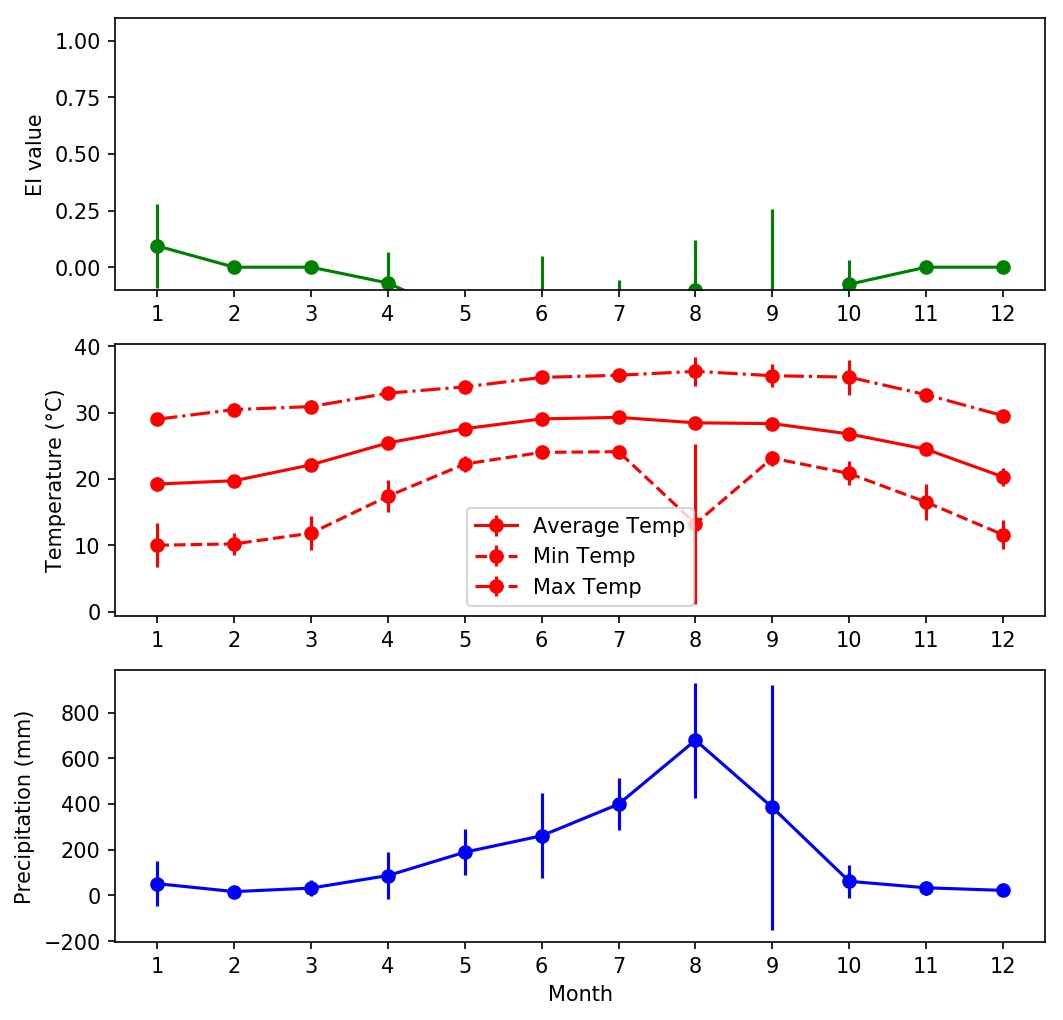 EI value
1.00
0.75
0.50
0.25
0.00
1 2 3 4 5 6 7 8 9 10 11 12
Temperature (°C)
40
30
20
10
0
Average Temp
Min Temp
Max Temp
1 2 3 4 5 6 7 8 9 10 11 12
Precipitation (mm)
800
600
400
200
0
−200
1 2 3 4 5 6 7 8 9 10 11 12
Month